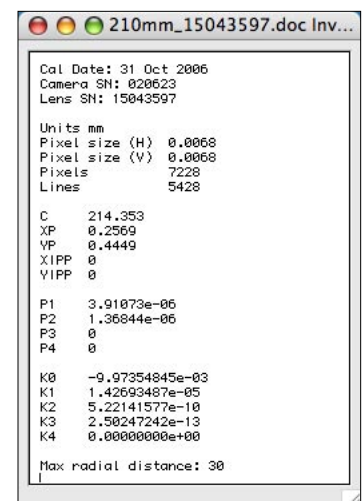 210mm_15043597.doc Inv...
Cal Date: 31 Oct 2006
Camera SN: 020623
Lens SN: 15043597
Units mm
Pixel size (H) 0.0068
Pixel size (V) 0.0068
Pixels 7228
Lines 5428
C 214.353
XP 0.2569
YP 0.4449
XIPP 0
YIPP 0
P1 3.91073e-06
P2 1.36844e-06
P3 0
P4 0
K0 -9.97354845e-03
K1 1.42693487e-05
K2 5.22141577e-10
K3 2.50247242e-13
K4 0.00000000e+00
Max radial distance: 30